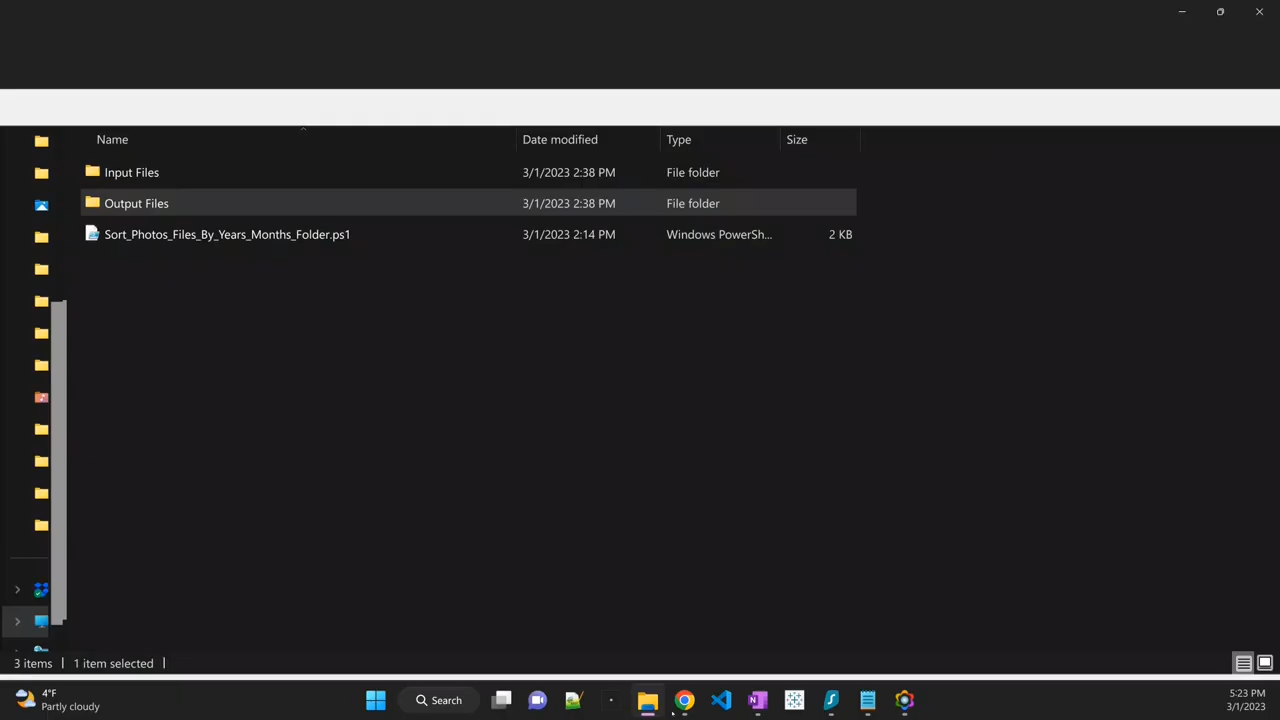 Name Date modified Type Size
Input Files 3/1/2023 2:38 PM File folder
Output Files 3/1/2023 2:38 PM File folder
Sort_Photos_Files_By_Years_Months_Folder.ps1 3/1/2023 2:14 PM Windows PowerSh... 2 KB
3 items 1 item selected
4°F
Partly cloudy
Search
5:23 PM
3/1/2023